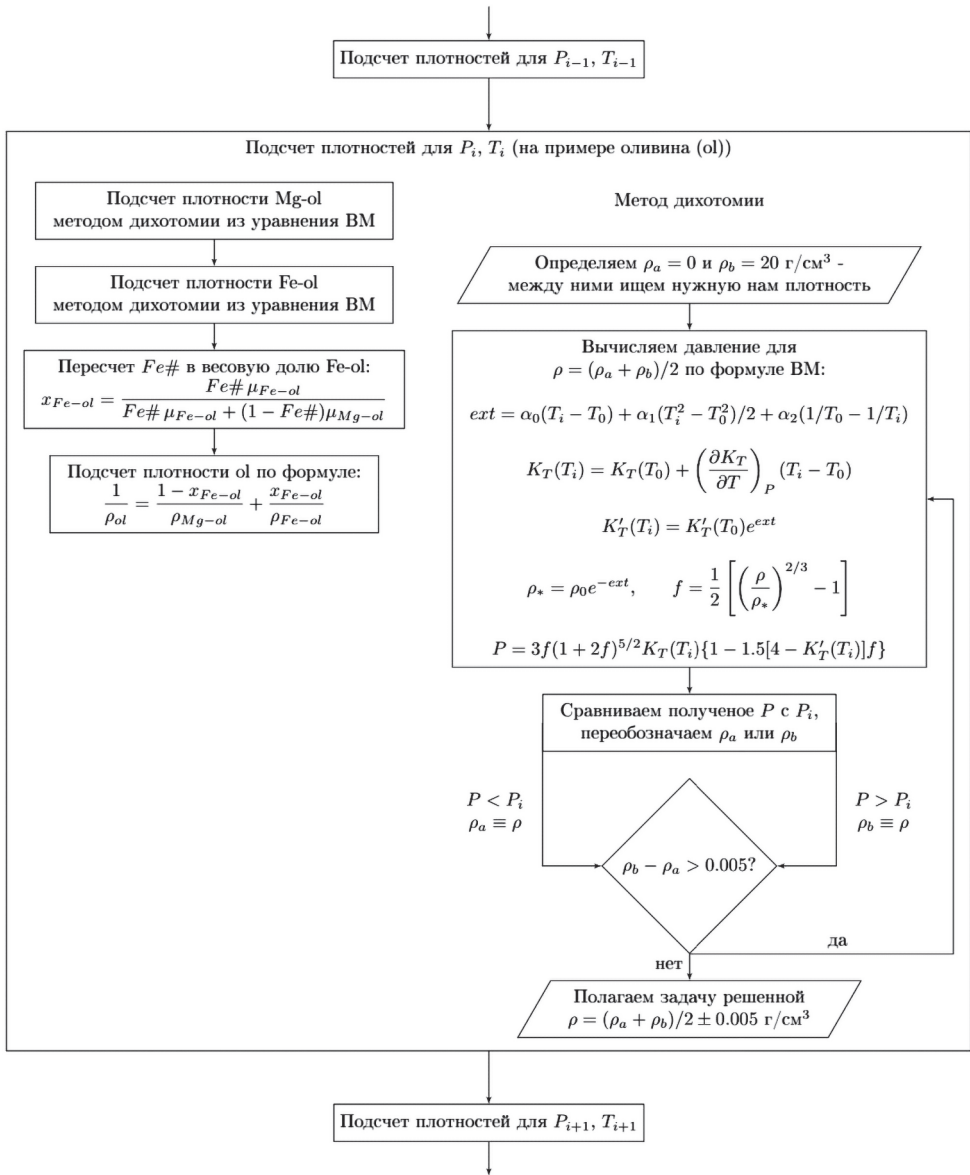 Подсчет плотностей для $P_{i-1}$, $T_{i-1}$
Подсчет плотностей для $P_i$, $T_i$ (на примере оливина (ol))
Подсчет плотности Mg-ol
методом дихотомии из уравнения BM
Подсчет плотности Fe-ol
методом дихотомии из уравнения BM
Пересчет $Fe\#$ в весовую долю Fe-ol:
$x_{Fe-ol} = \frac{Fe\#\,\mu_{Fe-ol}}{Fe\#\,\mu_{Fe-ol} + (1 - Fe\#)\mu_{Mg-ol}}$
Подсчет плотности ol по формуле:
$\frac{1}{\rho_{ol}} = \frac{1 - x_{Fe-ol}}{\rho_{Mg-ol}} + \frac{x_{Fe-ol}}{\rho_{Fe-ol}}$
Метод дихотомии
Определяем $\rho_a = 0$ и $\rho_b = 20$ г/см$^3$ -
между ними ищем нужную нам плотность
Вычисляем давление для
$\rho = (\rho_a + \rho_b)/2$ по формуле BM:
$ext = \alpha_0(T_i - T_0) + \alpha_1(T_i^2 - T_0^2)/2 + \alpha_2(1/T_0 - 1/T_i)$
$K_T(T_i) = K_T(T_0) + \left(\frac{\partial K_T}{\partial T}\right)_P (T_i - T_0)$
$K_T'(T_i) = K_T'(T_0)e^{ext}$
$\rho_* = \rho_0 e^{-ext}, \quad f = \frac{1}{2}\left[\left(\frac{\rho}{\rho_*}\right)^{2/3} - 1\right]$
$P = 3f(1 + 2f)^{5/2}K_T(T_i)\{1 - 1.5[4 - K_T'(T_i)]f\}$
Сравниваем полученое $P$ с $P_i$,
переобозначаем $\rho_a$ или $\rho_b$
$P < P_i$
$\rho_a \equiv \rho$
$P > P_i$
$\rho_b \equiv \rho$
$\rho_b - \rho_a > 0.005?$
да
нет
Полагаем задачу решенной
$\rho = (\rho_a + \rho_b)/2 \pm 0.005$ г/см$^3$
Подсчет плотностей для $P_{i+1}$, $T_{i+1}$